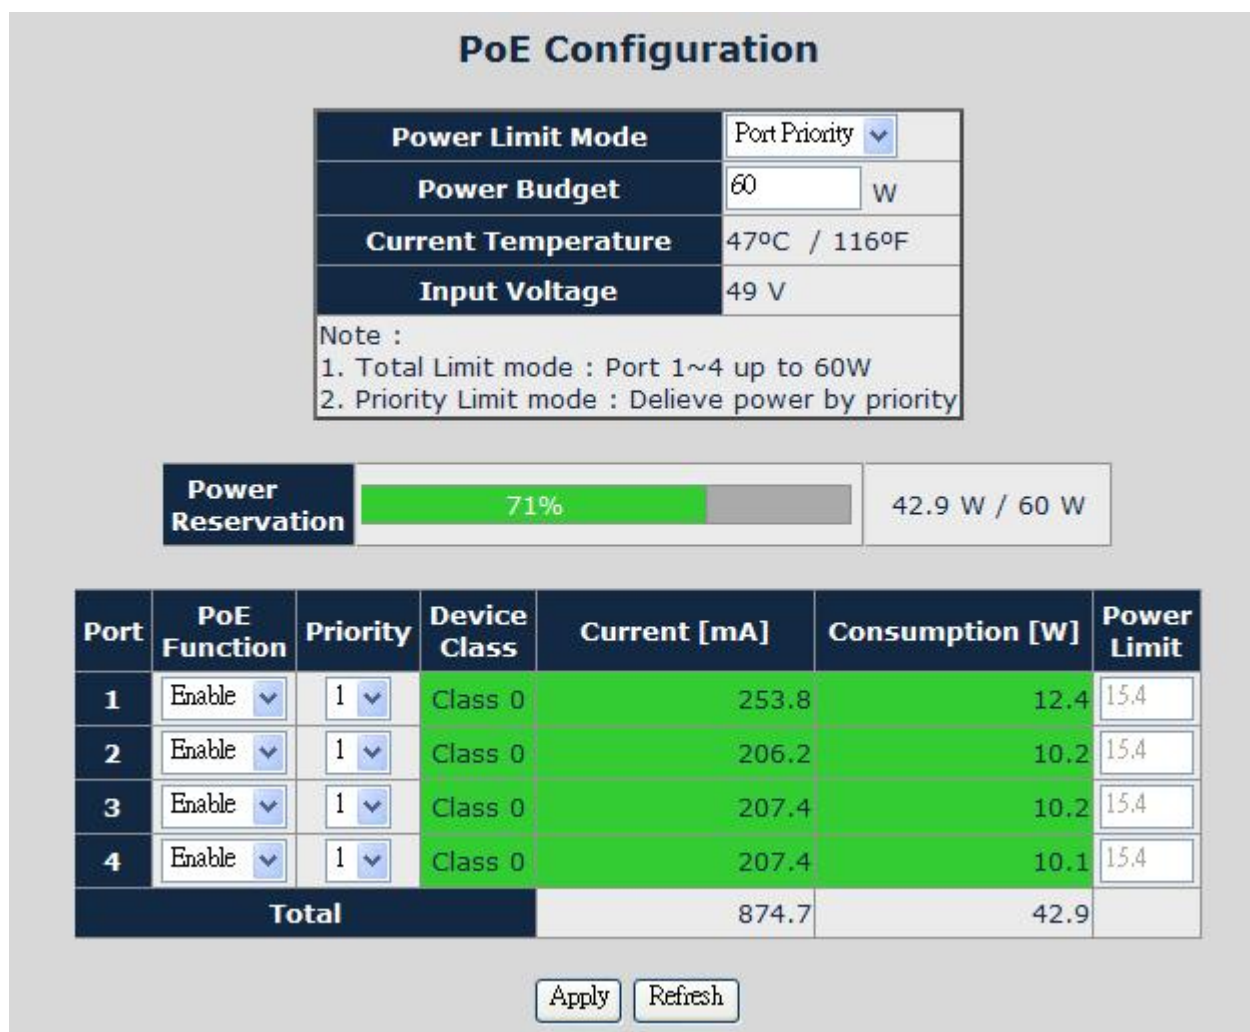 PoE Configuration
Power Limit Mode Port Priority
Power Budget 60 W
Current Temperature 47ºC / 116ºF
Input Voltage 49 V
Note :
1. Total Limit mode : Port 1~4 up to 60W
2. Priority Limit mode : Delieve power by priority
Power Reservation 71% 42.9 W / 60 W
Port PoE Function Priority Device Class Current [mA] Consumption [W] Power Limit
1 Enable 1 Class 0 253.8 12.4 15.4
2 Enable 1 Class 0 206.2 10.2 15.4
3 Enable 1 Class 0 207.4 10.2 15.4
4 Enable 1 Class 0 207.4 10.1 15.4
Total 874.7 42.9
Apply Refresh